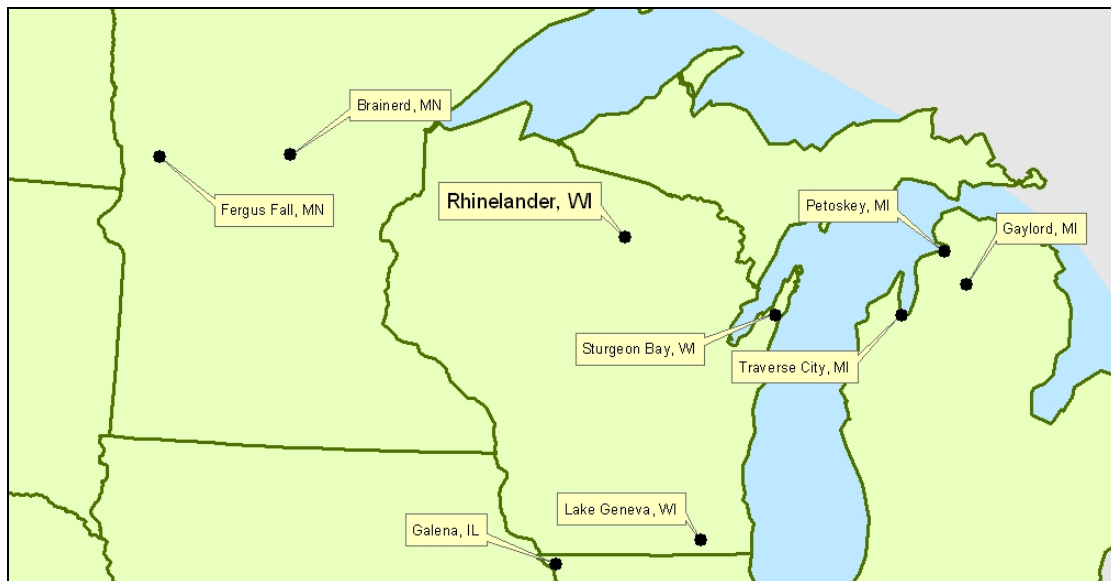 Brainerd, MN
Fergus Fall, MN
Rhinelander, WI
Petoskey, MI
Gaylord, MI
Sturgeon Bay, WI
Traverse City, MI
Lake Geneva, WI
Galena, IL